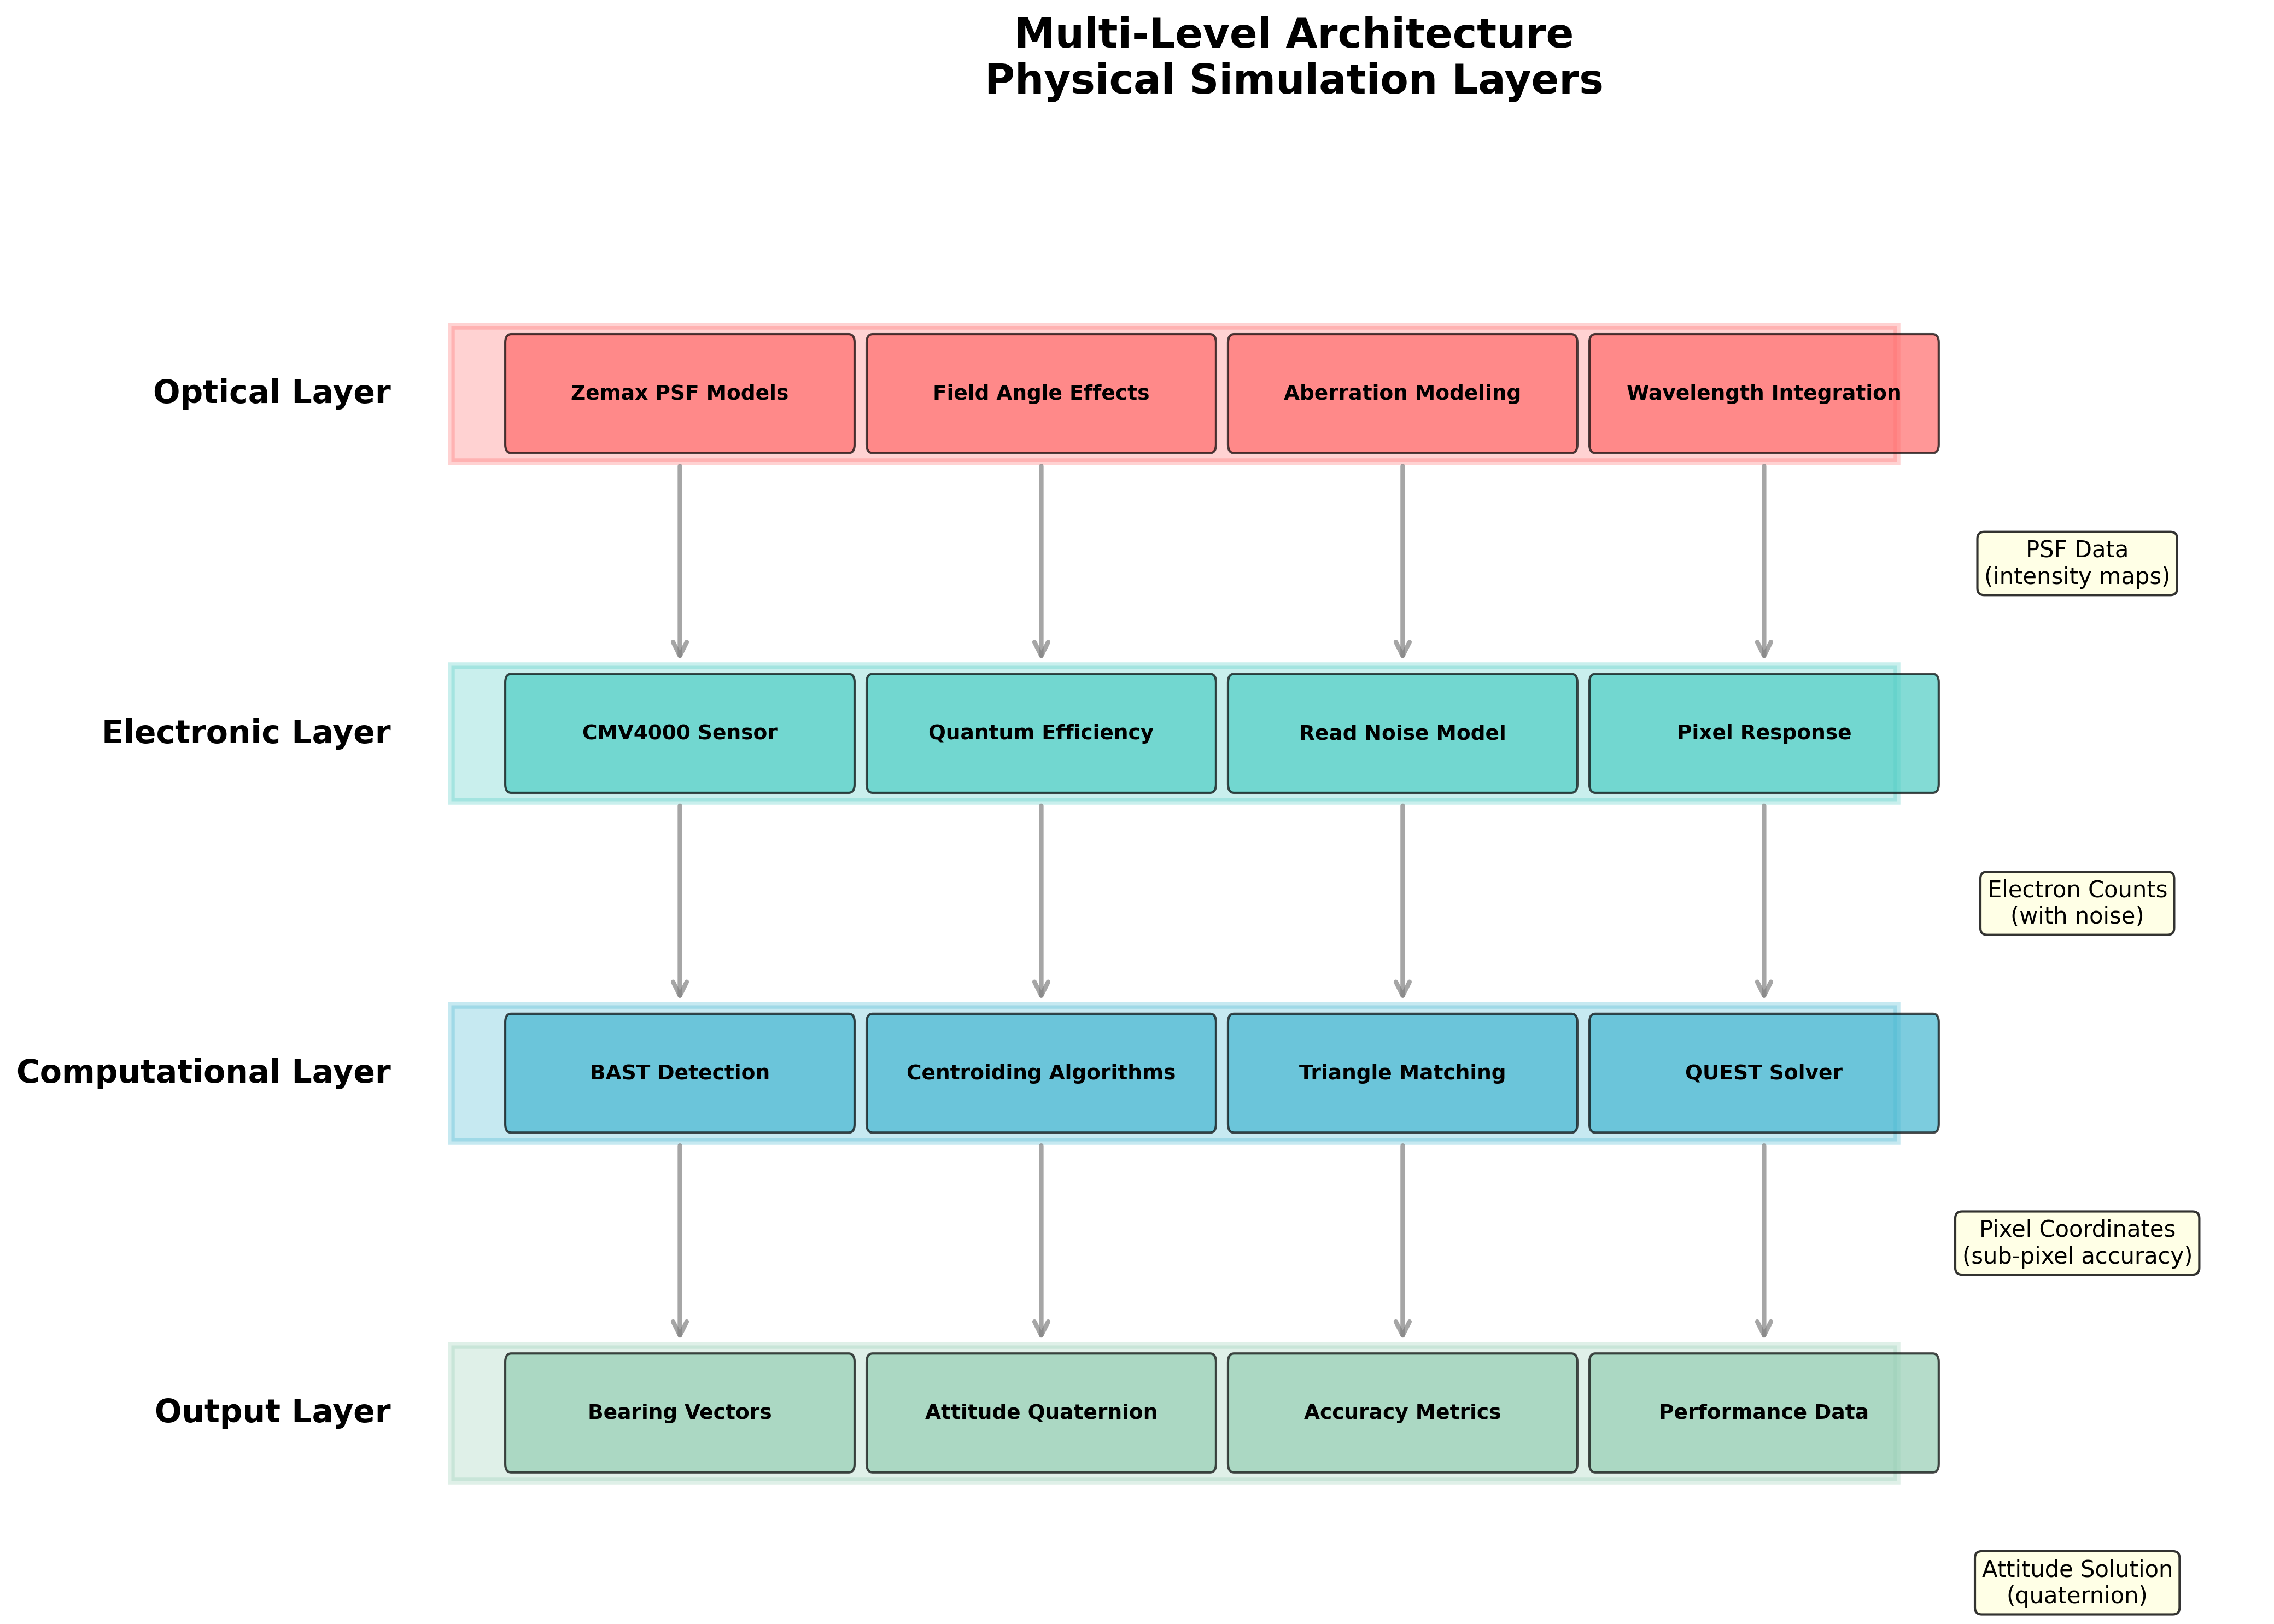 Multi-Level Architecture
Physical Simulation Layers
Optical Layer
Zemax PSF Models
Field Angle Effects
Aberration Modeling
Wavelength Integration
PSF Data
(intensity maps)
Electronic Layer
CMV4000 Sensor
Quantum Efficiency
Read Noise Model
Pixel Response
Electron Counts
(with noise)
Computational Layer
BAST Detection
Centroiding Algorithms
Triangle Matching
QUEST Solver
Pixel Coordinates
(sub-pixel accuracy)
Output Layer
Bearing Vectors
Attitude Quaternion
Accuracy Metrics
Performance Data
Attitude Solution
(quaternion)